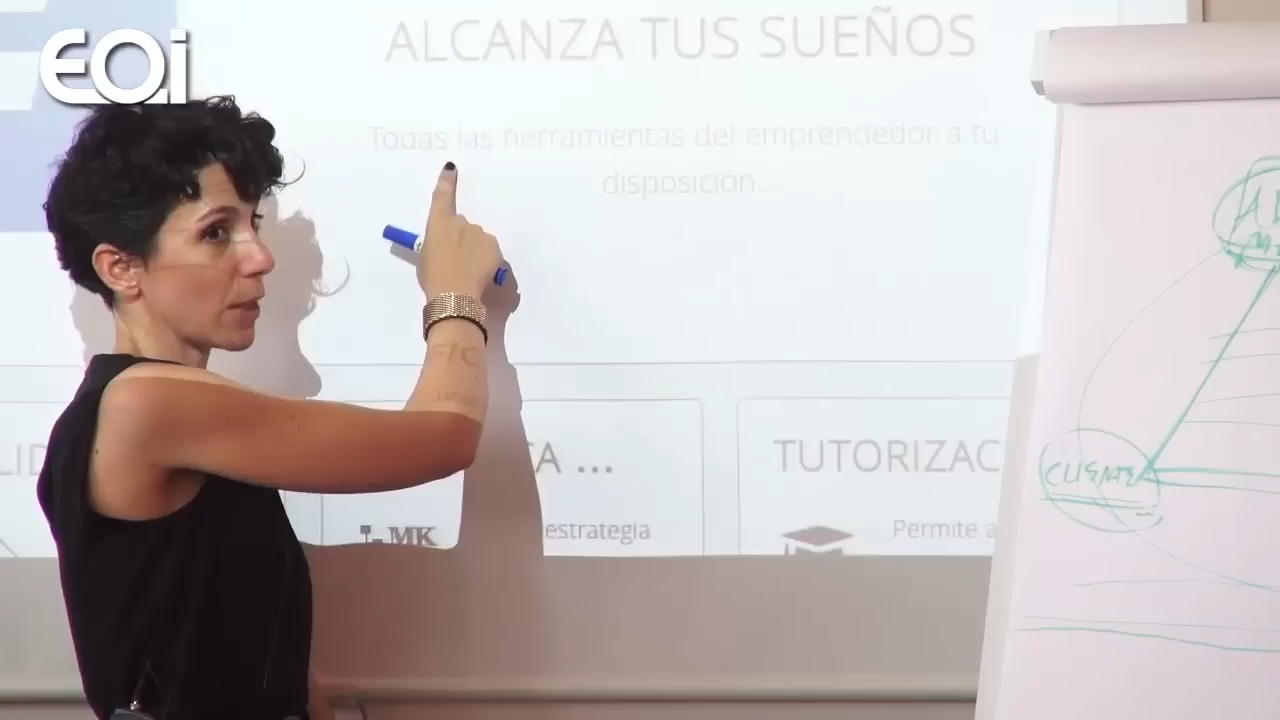 EOi
ALCANZA TUS SUEÑOS
Todas las herramientas del emprendedor a tu
disposición.
TUTORIZAC
MK
estrategia
Permite a
CLIENTE